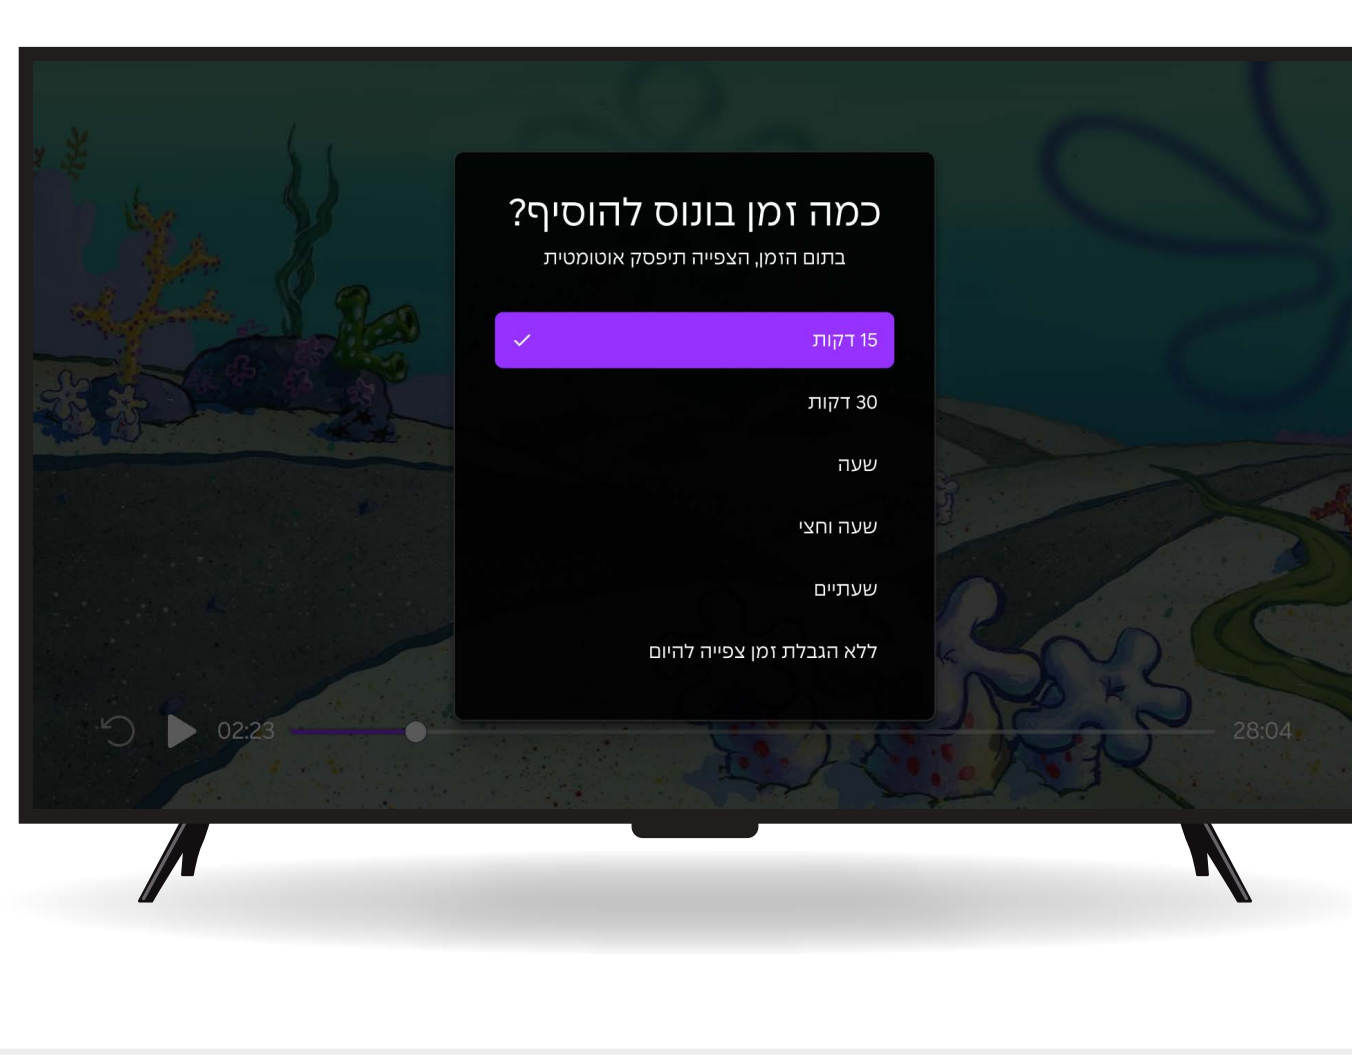 כמה זמן בונוס להוסיף?
בתום הזמן, הצפייה תיפסק אוטומטית
15 דקות
30 דקות
שעה
שעה וחצי
שעתיים
ללא הגבלת זמן צפייה להיום
02:23
28:04